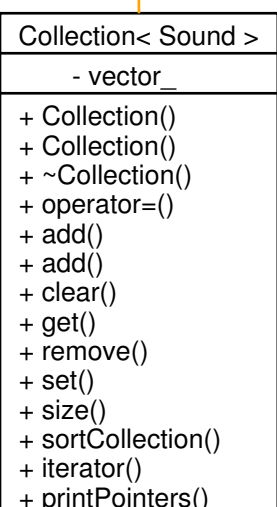 Collection< Sound >
- vector_
+ Collection()
+ Collection()
+ ~Collection()
+ operator=()
+ add()
+ add()
+ clear()
+ get()
+ remove()
+ set()
+ size()
+ sortCollection()
+ iterator()
+ printPointers()